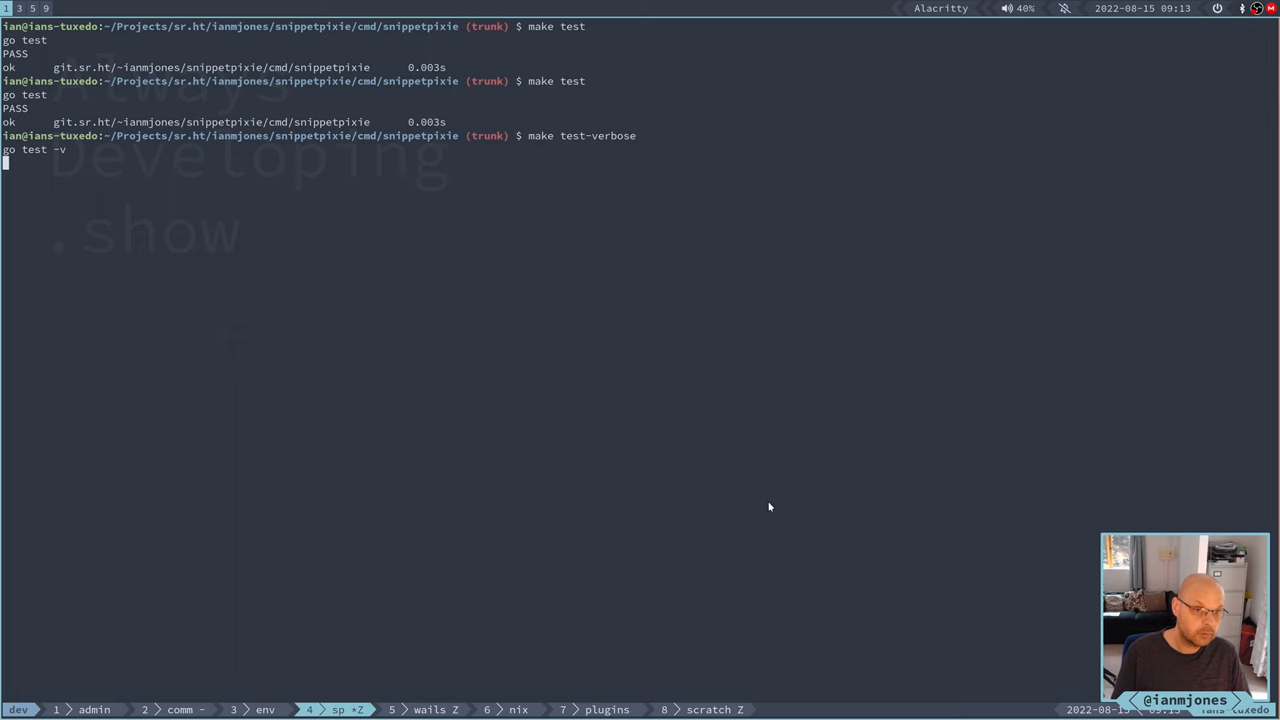 1 3 5 9
Alacritty
40%
2022-08-15 09:13
ian@ians-tuxedo:~/Projects/sr.ht/ianmjones/snippetpixie/cmd/snippetpixie (trunk) $ make test
go test
PASS
ok git.sr.ht/~ianmjones/snippetpixie/cmd/snippetpixie 0.003s
ian@ians-tuxedo:~/Projects/sr.ht/ianmjones/snippetpixie/cmd/snippetpixie (trunk) $ make test
go test
PASS
ok git.sr.ht/~ianmjones/snippetpixie/cmd/snippetpixie 0.003s
ian@ians-tuxedo:~/Projects/sr.ht/ianmjones/snippetpixie/cmd/snippetpixie (trunk) $ make test-verbose
go test -v
Always
Developing
.show
@ianmjones
dev 1 admin 2 comm - 3 env 4 sp *Z 5 wails Z 6 nix 7 plugins 8 scratch Z